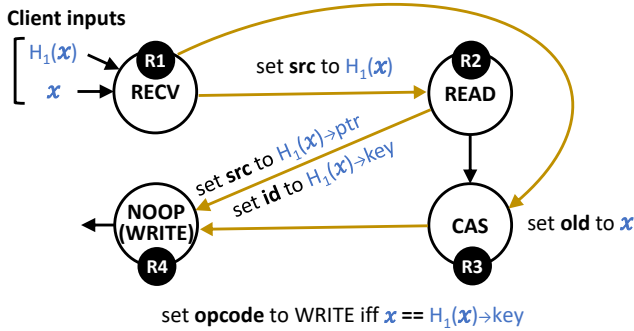 Client inputs
H₁(x)
x
R1
RECV
set src to H₁(x)
R2
READ
set src to H₁(x)→ptr
set id to H₁(x)→key
NOOP
(WRITE)
R4
CAS
R3
set old to x
set opcode to WRITE iff x == H₁(x)→key